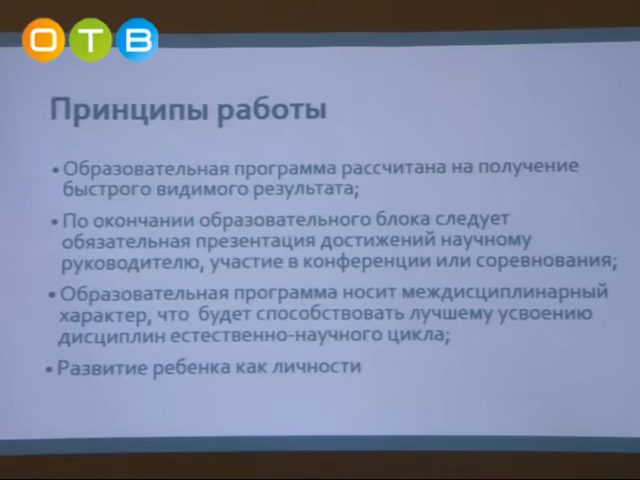 ОТВ
Принципы работы
• Образовательная программа рассчитана на получение
быстрого видимого результата;
• По окончании образовательного блока следует
обязательная презентация достижений научному
руководителю, участие в конференции или соревнования;
• Образовательная программа носит междисциплинарный
характер, что будет способствовать лучшему усвоению
дисциплин естественно-научного цикла;
• Развитие ребенка как личности